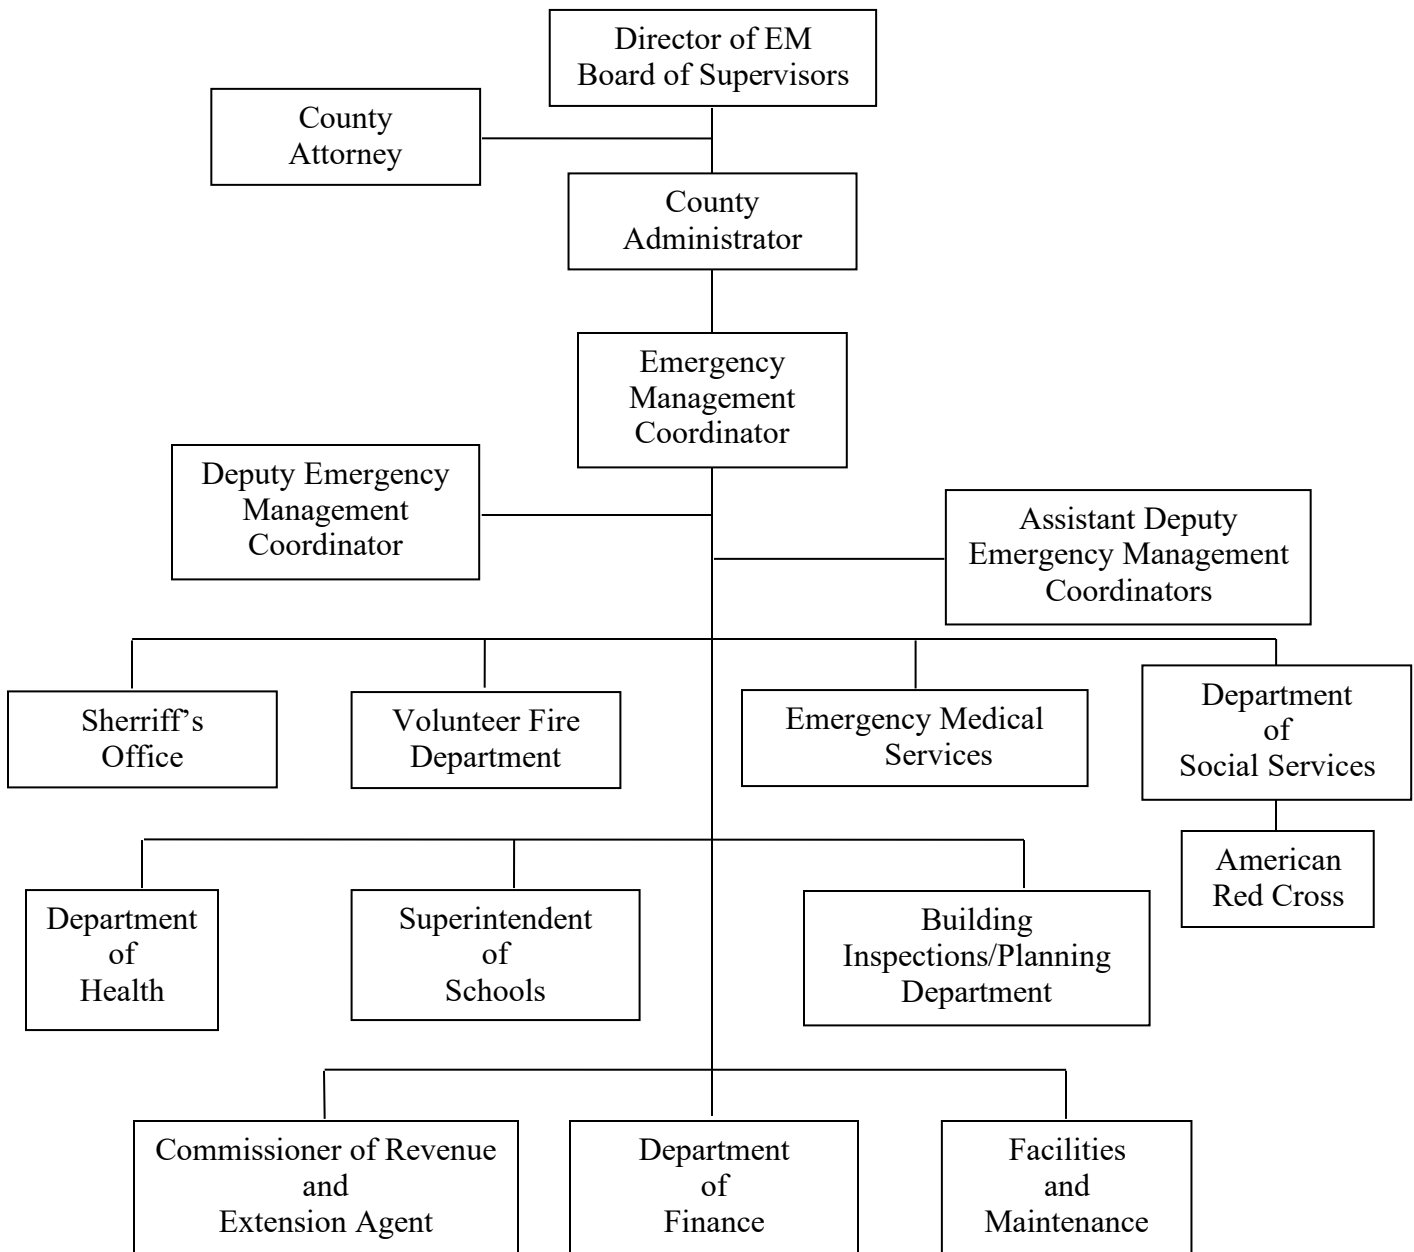 Director of EM
Board of Supervisors
County
Attorney
County
Administrator
Emergency
Management
Coordinator
Deputy Emergency
Management
Coordinator
Assistant Deputy
Emergency Management
Coordinators
Sherriff’s
Office
Volunteer Fire
Department
Emergency Medical
Services
Department
of
Social Services
American
Red Cross
Department
of
Health
Superintendent
of
Schools
Building
Inspections/Planning
Department
Commissioner of Revenue
and
Extension Agent
Department
of
Finance
Facilities
and
Maintenance